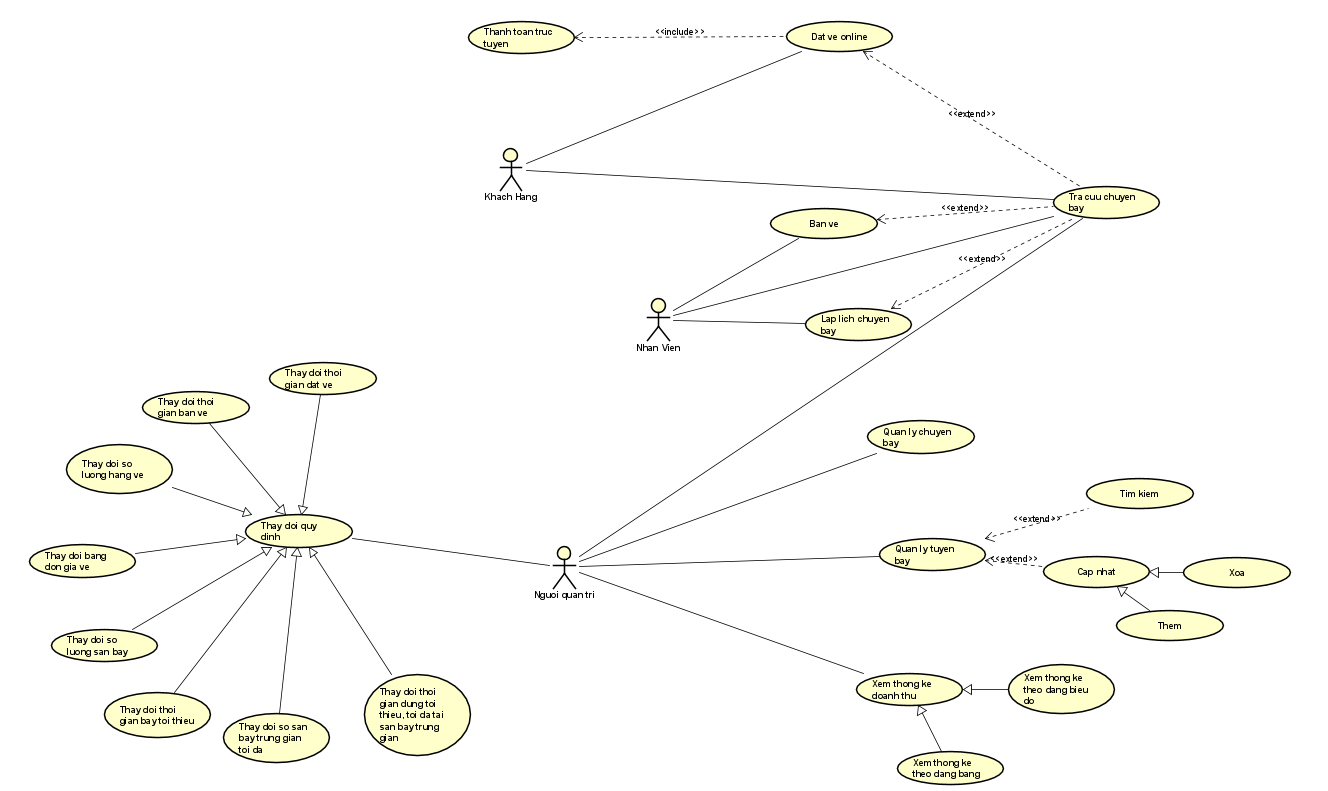 Thanh toan truc
tuyen
<<include>>
Dat ve online
<<extend>>
Khach Hang
Tra cuu chuyen
bay
<<extend>>
Ban ve
<<extend>>
Nhan Vien
Lap lich chuyen
bay
Thay doi thoi
gian dat ve
Thay doi thoi
gian ban ve
Thay doi so
luong hang ve
Thay doi quy
dinh
Thay doi bang
don gia ve
Thay doi so
luong san bay
Thay doi thoi
gian bay toi thieu
Thay doi so san
bay trung gian
toi da
Thay doi thoi
gian dung toi
thieu, toi da tai
san bay trung
gian
Nguoi quan tri
Quan ly chuyen
bay
Tim kiem
<<extend>>
Quan ly tuyen
bay
<<extend>>
Cap nhat
Xoa
Them
Xem thong ke
doanh thu
Xem thong ke
theo dang bieu
do
Xem thong ke
theo dang bang